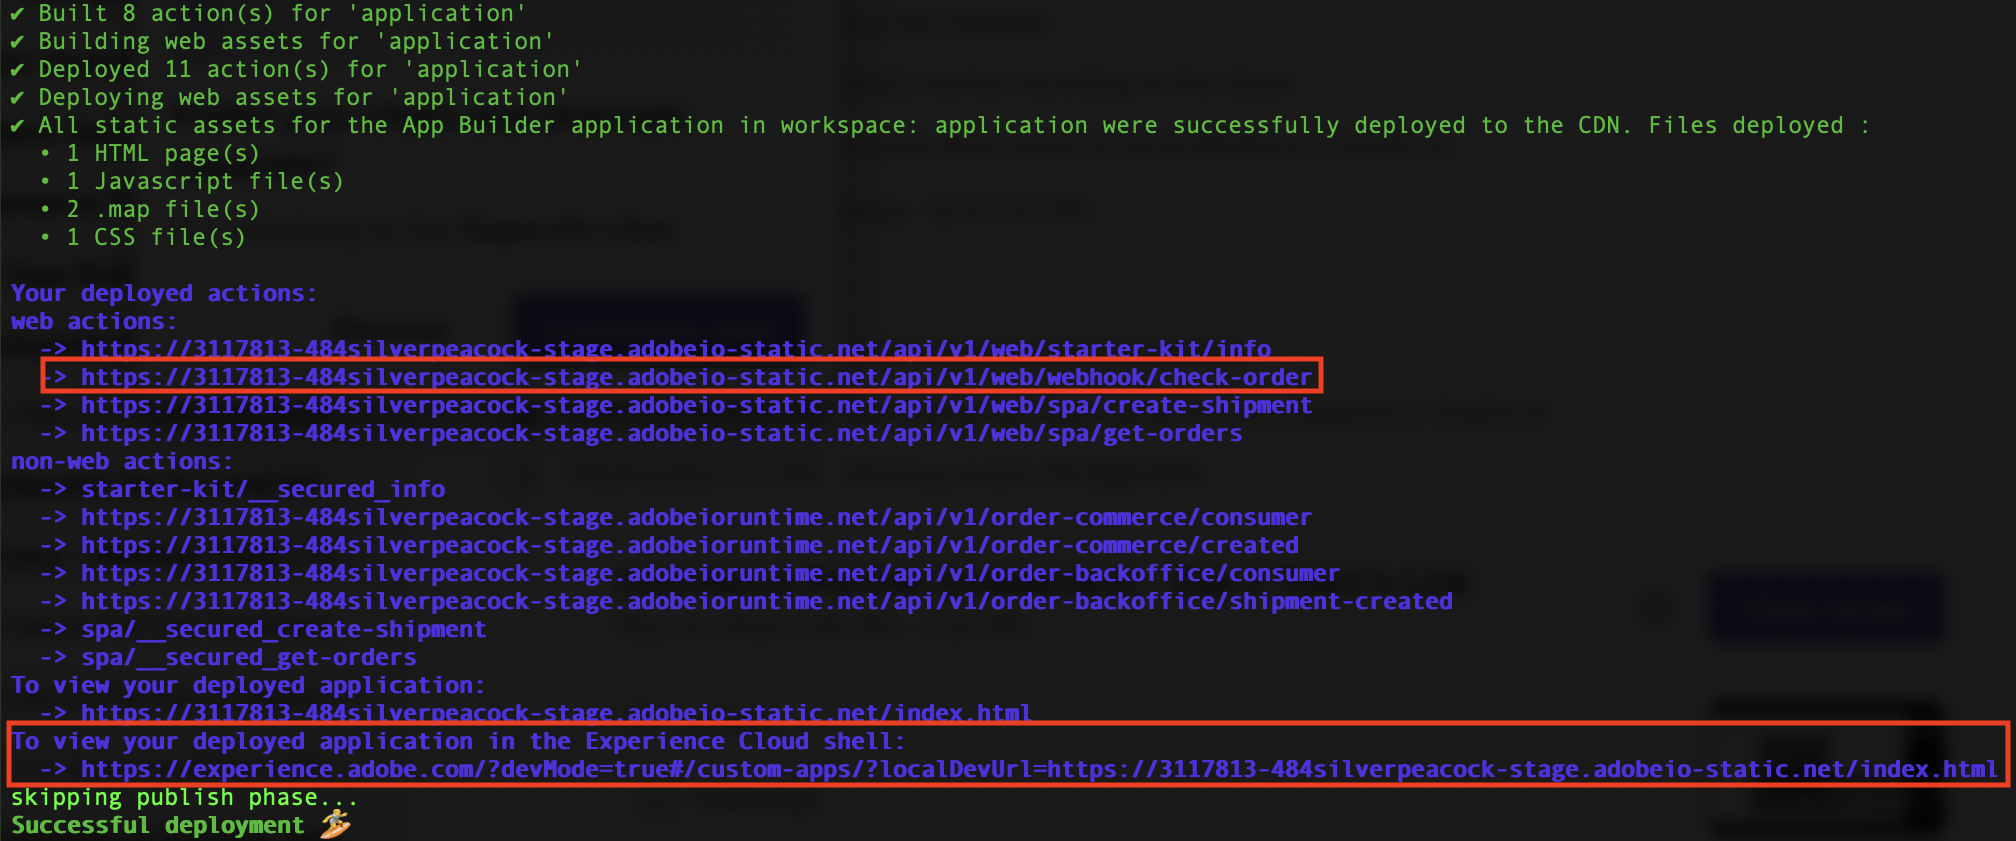 ✔ Built 8 action(s) for 'application'
✔ Building web assets for 'application'
✔ Deployed 11 action(s) for 'application'
✔ Deploying web assets for 'application'
✔ All static assets for the App Builder application in workspace: application were successfully deployed to the CDN. Files deployed :
• 1 HTML page(s)
• 1 Javascript file(s)
• 2 .map file(s)
• 1 CSS file(s)
Your deployed actions:
web actions:
-> https://3117813-484silverpeacock-stage.adobeio-static.net/api/v1/web/starter-kit/info
-> https://3117813-484silverpeacock-stage.adobeio-static.net/api/v1/web/webhook/check-order
-> https://3117813-484silverpeacock-stage.adobeio-static.net/api/v1/web/spa/create-shipment
-> https://3117813-484silverpeacock-stage.adobeio-static.net/api/v1/web/spa/get-orders
non-web actions:
-> starter-kit/__secured_info
-> https://3117813-484silverpeacock-stage.adobeioruntime.net/api/v1/order-commerce/consumer
-> https://3117813-484silverpeacock-stage.adobeioruntime.net/api/v1/order-commerce/created
-> https://3117813-484silverpeacock-stage.adobeioruntime.net/api/v1/order-backoffice/consumer
-> https://3117813-484silverpeacock-stage.adobeioruntime.net/api/v1/order-backoffice/shipment-created
-> spa/__secured_create-shipment
-> spa/__secured_get-orders
To view your deployed application:
-> https://3117813-484silverpeacock-stage.adobeio-static.net/index.html
To view your deployed application in the Experience Cloud shell:
-> https://experience.adobe.com/?devMode=true#/custom-apps/?localDevUrl=https://3117813-484silverpeacock-stage.adobeio-static.net/index.html
skipping publish phase...
Successful deployment 🏄